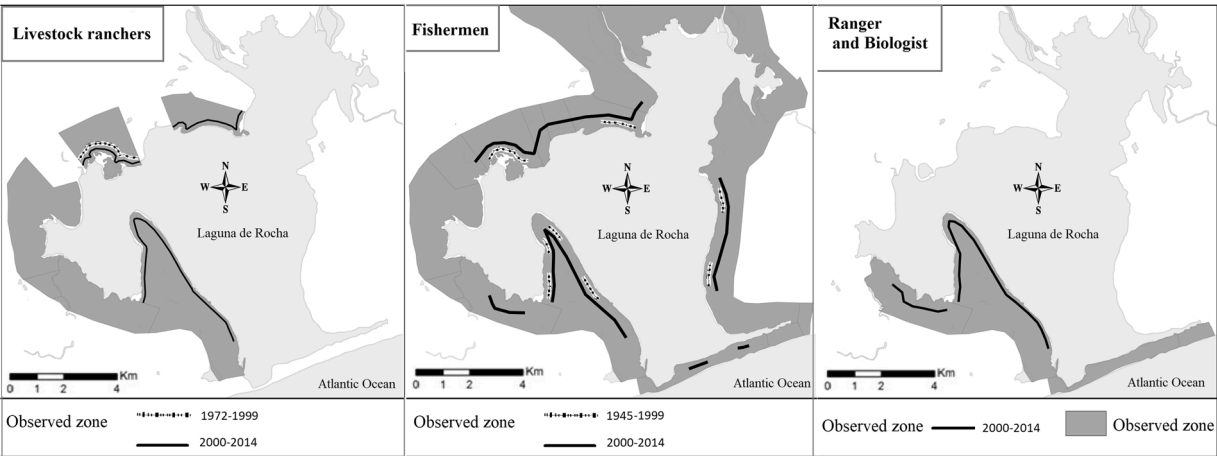 Livestock ranchers
N
W E
S
Laguna de Rocha
Km
0 1 2 4
Atlantic Ocean
Observed zone
1972-1999
2000-2014
Fishermen
N
W E
S
Laguna de Rocha
Km
0 1 2 4
Atlantic Ocean
Observed zone
1945-1999
2000-2014
Ranger
and Biologist
N
W E
S
Laguna de Rocha
Km
0 1 2 4
Atlantic Ocean
Observed zone
2000-2014
Observed zone